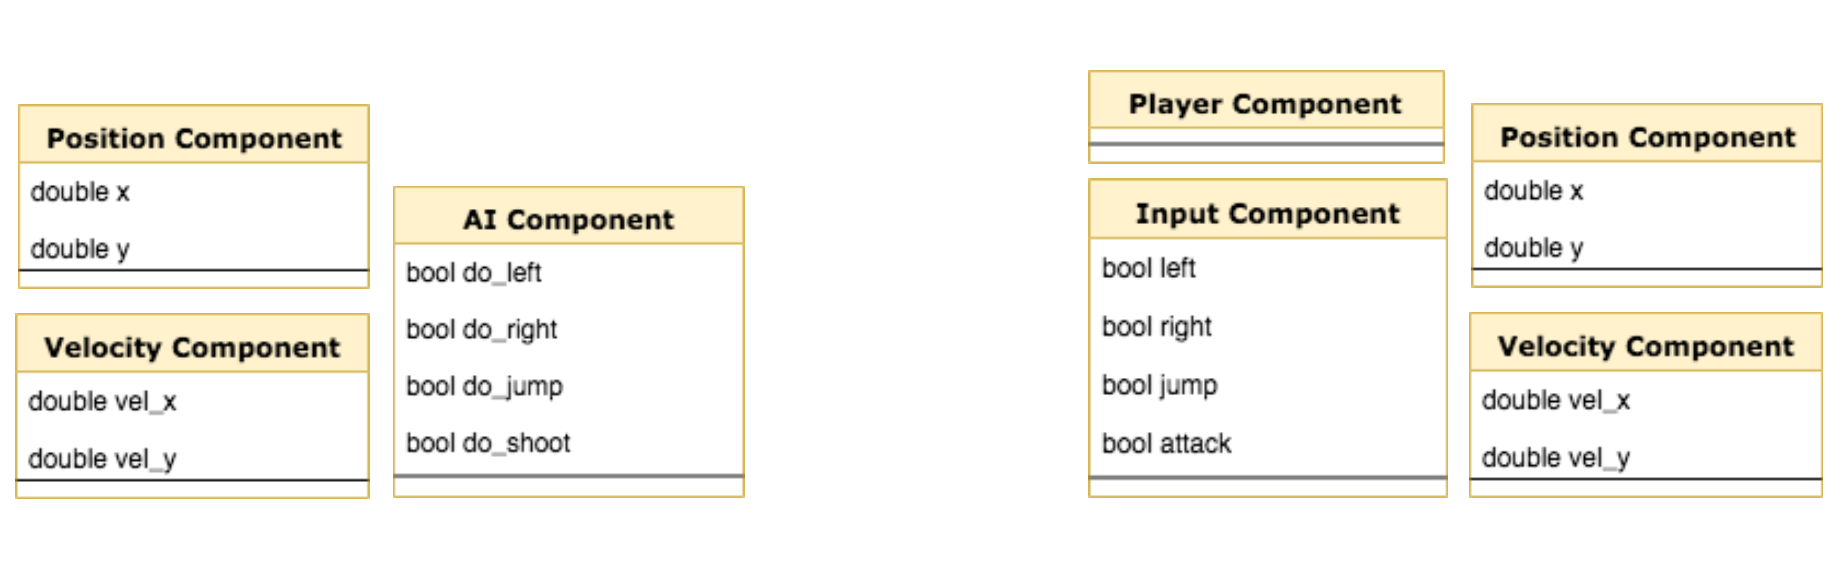 Position Component
double x
double y
Velocity Component
double vel_x
double vel_y
AI Component
bool do_left
bool do_right
bool do_jump
bool do_shoot
Player Component
Input Component
bool left
bool right
bool jump
bool attack
Position Component
double x
double y
Velocity Component
double vel_x
double vel_y